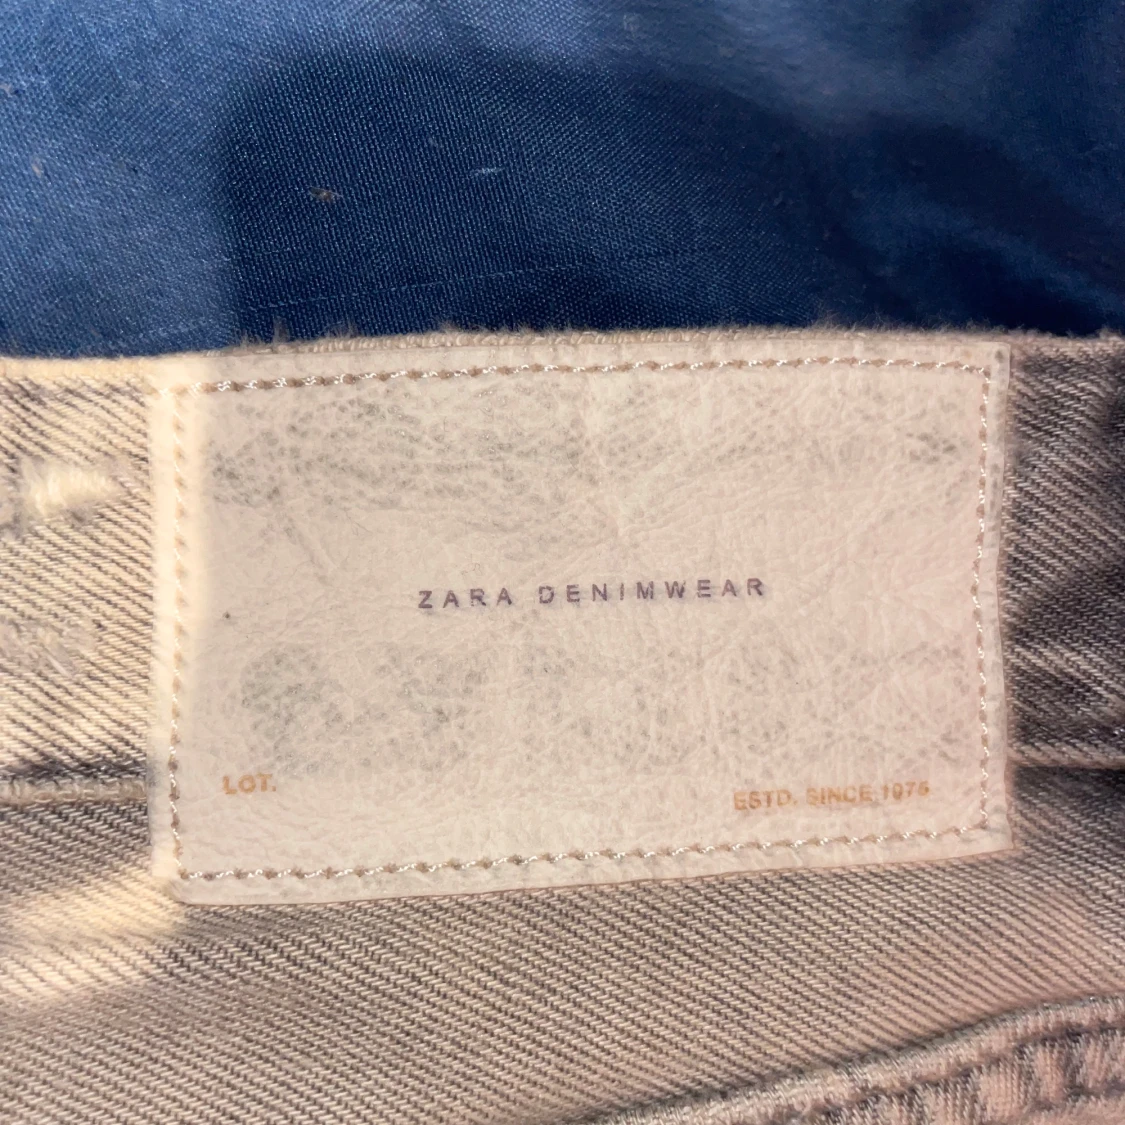 ZARA DENIMWEAR
LOT.
ESTD. SINCE 1975